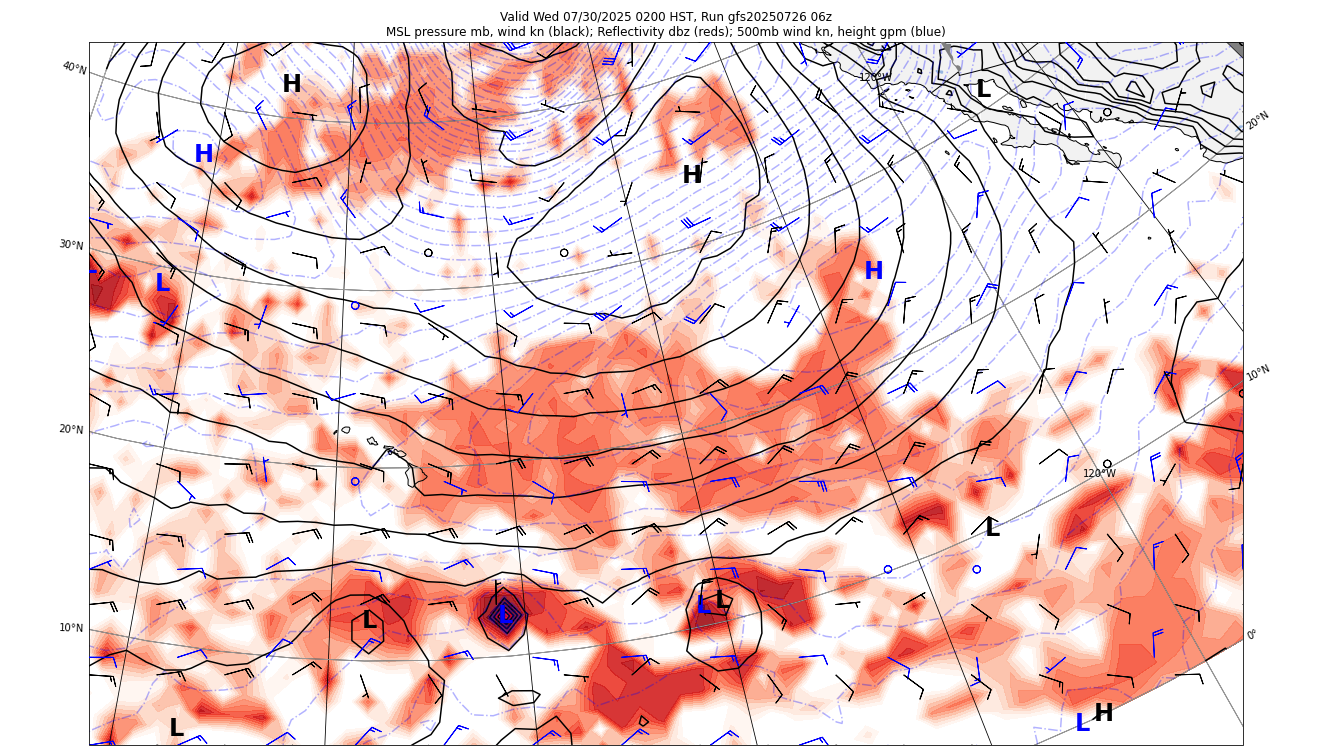 Valid Wed 07/30/2025 0200 HST, Run gfs20250726 06z
MSL pressure mb, wind kn (black); Reflectivity dbz (reds); 500mb wind kn, height gpm (blue)
40°N
H
120°W
L
20°N
H
H
30°N
H
L
10°N
20°N
120°W
L
L
L
L
L
10°N
0°
L
L
H